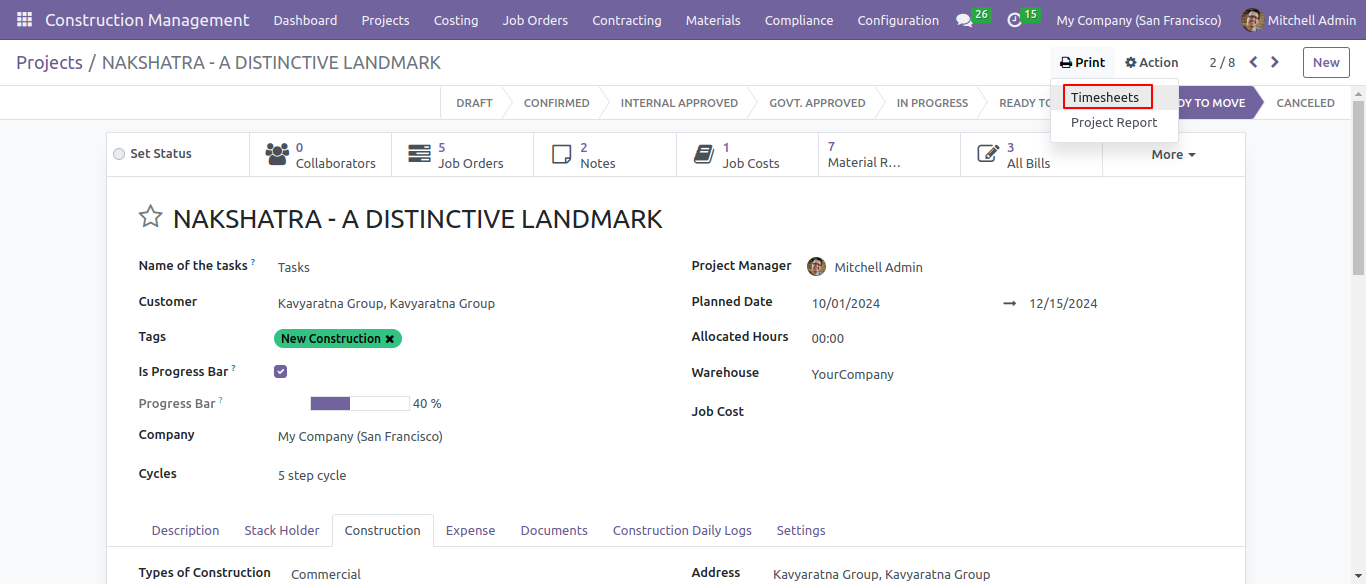 Construction Management Dashboard Projects Costing Job Orders Contracting Materials Compliance Configuration 26 15 My Company (San Francisco) Mitchell Admin
Projects / NAKSHATRA - A DISTINCTIVE LANDMARK Print Action 2 / 8 New
DRAFT CONFIRMED INTERNAL APPROVED GOVT. APPROVED IN PROGRESS READY TO DY TO MOVE CANCELED
Timesheets
Project Report
Set Status
0 Collaborators
5 Job Orders
2 Notes
1 Job Costs
7 Material R...
3 All Bills
More
NAKSHATRA - A DISTINCTIVE LANDMARK
Name of the tasks ? Tasks
Project Manager Mitchell Admin
Customer Kavyaratna Group, Kavyaratna Group
Planned Date 10/01/2024 → 12/15/2024
Tags New Construction ✖
Allocated Hours 00:00
Is Progress Bar ?
Warehouse YourCompany
Progress Bar ? 40 %
Job Cost
Company My Company (San Francisco)
Cycles 5 step cycle
Description Stack Holder Construction Expense Documents Construction Daily Logs Settings
Types of Construction Commercial
Address Kavyaratna Group, Kavyaratna Group